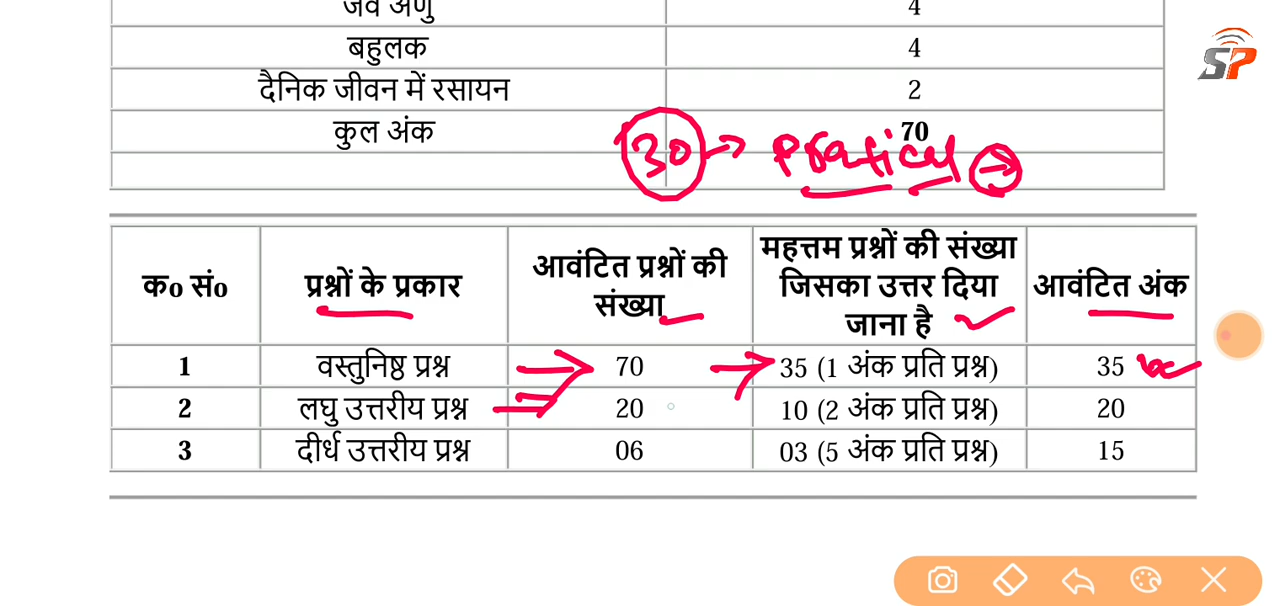 जैव अणु 4
SP
बहुलक 4
दैनिक जीवन में रसायन 2
कुल अंक 70
30 → Pratical →
क० सं० प्रश्नों के प्रकार आवंटित प्रश्नों की संख्या महत्तम प्रश्नों की संख्या जिसका उत्तर दिया जाना है आवंटित अंक
1 वस्तुनिष्ठ प्रश्न 70 35 (1 अंक प्रति प्रश्न) 35
2 लघु उत्तरीय प्रश्न 20 10 (2 अंक प्रति प्रश्न) 20
3 दीर्ध उत्तरीय प्रश्न 06 03 (5 अंक प्रति प्रश्न) 15